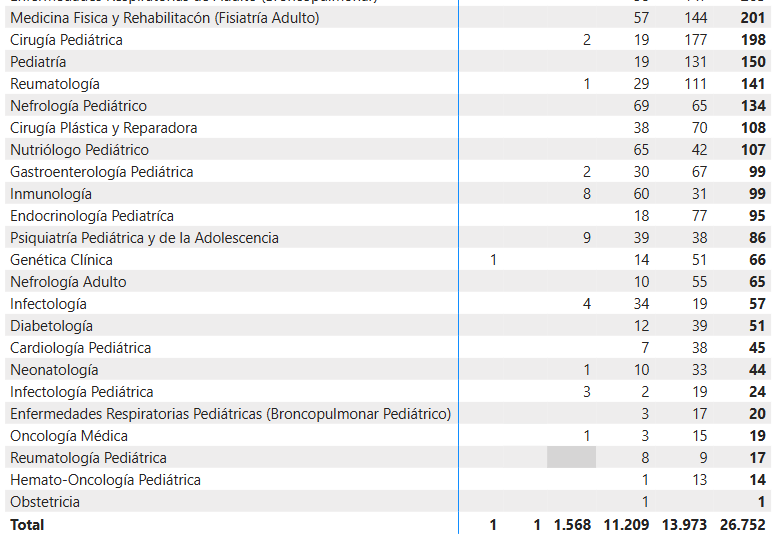 Medicina Fisica y Rehabilitacón (Fisiatría Adulto) 57 144 201
Cirugía Pediátrica 2 19 177 198
Pediatría 19 131 150
Reumatología 1 29 111 141
Nefrología Pediátrico 69 65 134
Cirugía Plástica y Reparadora 38 70 108
Nutriólogo Pediátrico 65 42 107
Gastroenterología Pediátrica 2 30 67 99
Inmunología 8 60 31 99
Endocrinología Pediatríca 18 77 95
Psiquiatría Pediátrica y de la Adolescencia 9 39 38 86
Genética Clínica 1 14 51 66
Nefrología Adulto 10 55 65
Infectología 4 34 19 57
Diabetología 12 39 51
Cardiología Pediátrica 7 38 45
Neonatología 1 10 33 44
Infectología Pediátrica 3 2 19 24
Enfermedades Respiratorias Pediátricas (Broncopulmonar Pediátrico) 3 17 20
Oncología Médica 1 3 15 19
Reumatología Pediátrica 8 9 17
Hemato-Oncología Pediátrica 1 13 14
Obstetricia 1 1
Total 1 1 1.568 11.209 13.973 26.752